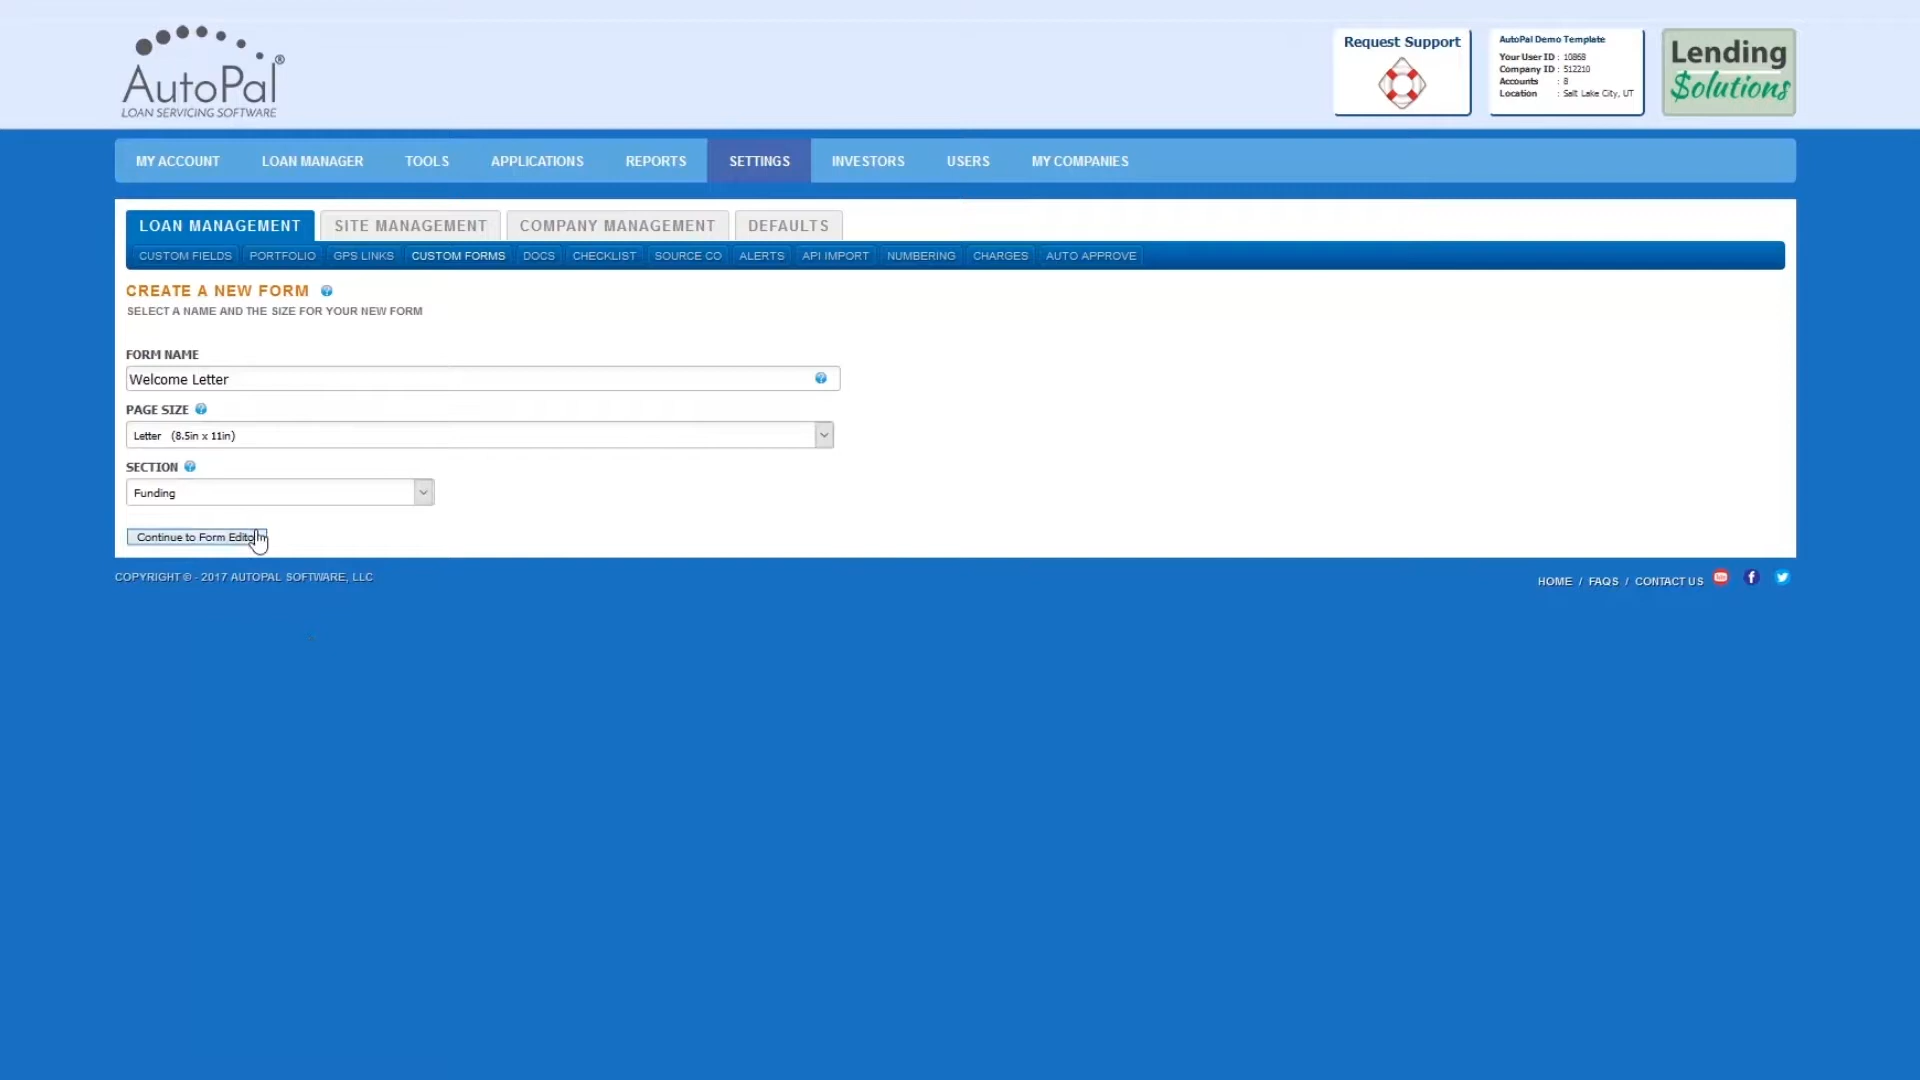 AutoPal®
LOAN SERVICING SOFTWARE
Request Support
AutoPal Demo Template
Your User ID : 10868
Company ID : 512210
Accounts : 8
Location : Salt Lake City, UT
Lending
$olutions
MY ACCOUNT LOAN MANAGER TOOLS APPLICATIONS REPORTS SETTINGS INVESTORS USERS MY COMPANIES
LOAN MANAGEMENT SITE MANAGEMENT COMPANY MANAGEMENT DEFAULTS
CUSTOM FIELDS PORTFOLIO GPS LINKS CUSTOM FORMS DOCS CHECKLIST SOURCE CO ALERTS API IMPORT NUMBERING CHARGES AUTO APPROVE
CREATE A NEW FORM
SELECT A NAME AND THE SIZE FOR YOUR NEW FORM
FORM NAME
Welcome Letter
PAGE SIZE
Letter (8.5in x 11in)
SECTION
Funding
Continue to Form Editor
COPYRIGHT © - 2017 AUTOPAL SOFTWARE, LLC
HOME / FAQS / CONTACT US